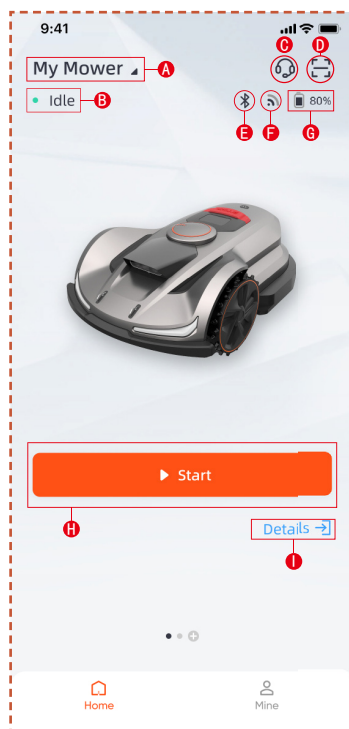 9:41
C D
My Mower A
Idle B
80%
E F G
Start
H
Details
I
Home Mine